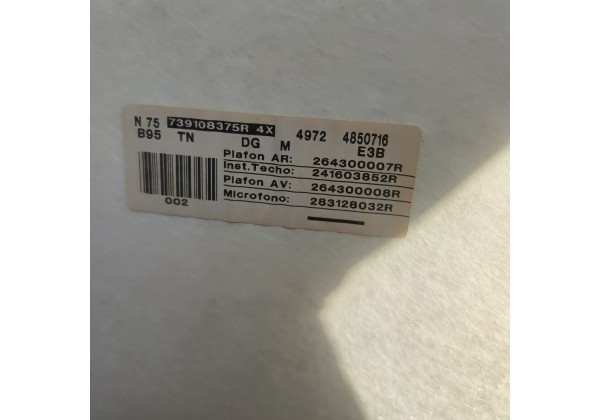 N 75 739108375R 4X 4972 4850716
B95 TN DG M E3B
Plafon AR: 264300007R
Inst.Techo: 241603852R
Plafon AV: 264300008R
Microfono: 283128032R
002